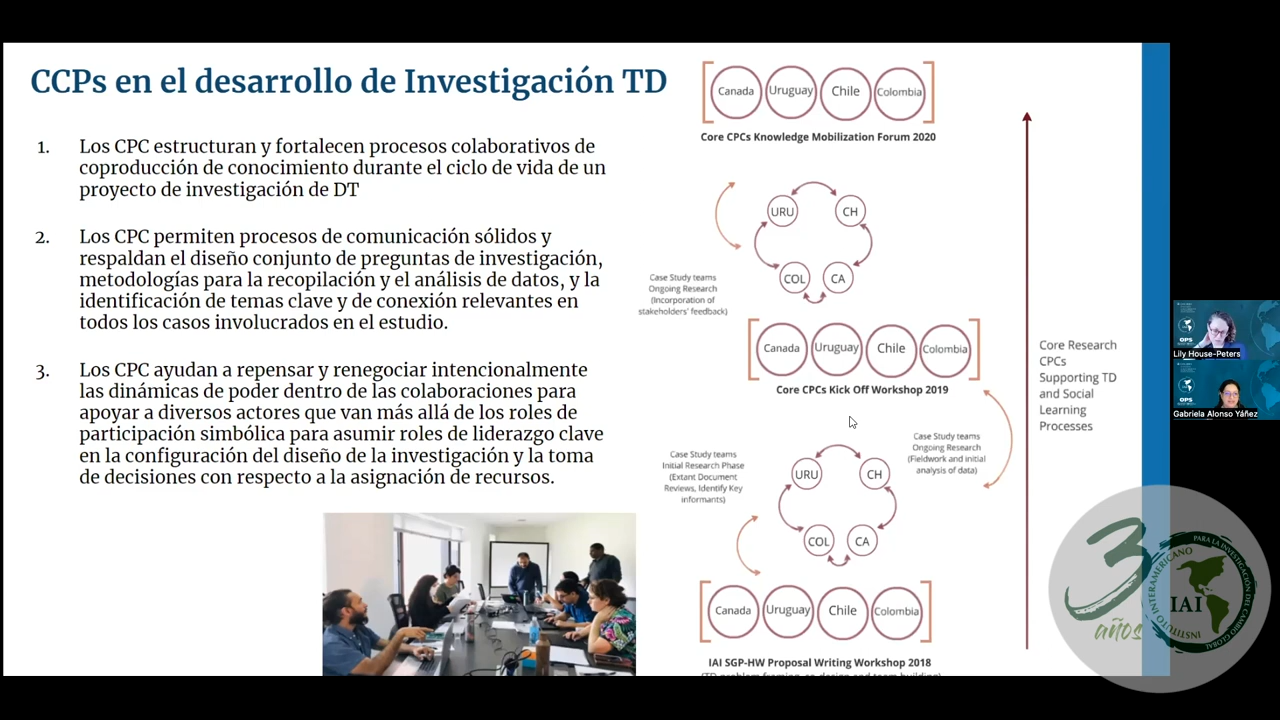 CCPs en el desarrollo de Investigación TD
1. Los CPC estructuran y fortalecen procesos colaborativos de
coproducción de conocimiento durante el ciclo de vida de un
proyecto de investigación de DT
2. Los CPC permiten procesos de comunicación sólidos y
respaldan el diseño conjunto de preguntas de investigación,
metodologías para la recopilación y el análisis de datos, y la
identificación de temas clave y de conexión relevantes en
todos los casos involucrados en el estudio.
3. Los CPC ayudan a repensar y renegociar intencionalmente
las dinámicas de poder dentro de las colaboraciones para
apoyar a diversos actores que van más allá de los roles de
participación simbólica para asumir roles de liderazgo clave
en la configuración del diseño de la investigación y la toma
de decisiones con respecto a la asignación de recursos.
Canada Uruguay Chile Colombia
Core CPCs Knowledge Mobilization Forum 2020
URU CH
COL CA
Case Study teams
Ongoing Research
(Incorporation of
stakeholders' feedback)
Canada Uruguay Chile Colombia
Core CPCs Kick Off Workshop 2019
Case Study teams
Initial Research Phase
(Extant Document
Reviews, Identify Key
informants)
URU CH
COL CA
Case Study teams
Ongoing Research
(Fieldwork and initial
analysis of data)
Canada Uruguay Chile Colombia
IAI SGP-HW Proposal Writing Workshop 2018
Core Research
CPCs
Supporting TD
and Social
Learning
Processes
OPS
Lily House-Peters
OPS
Gabriela Alonso Yáñez
3
años
IAI
INSTITUTO INTERAMERICANO
PARA LA INVESTIGACIÓN DEL CAMBIO GLOBAL